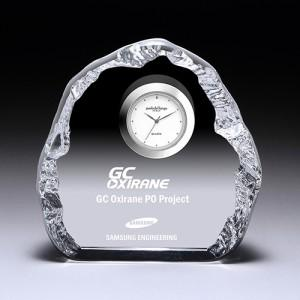 GC
OXIRANE
GC Oxirane PO Project
SAMSUNG
SAMSUNG ENGINEERING